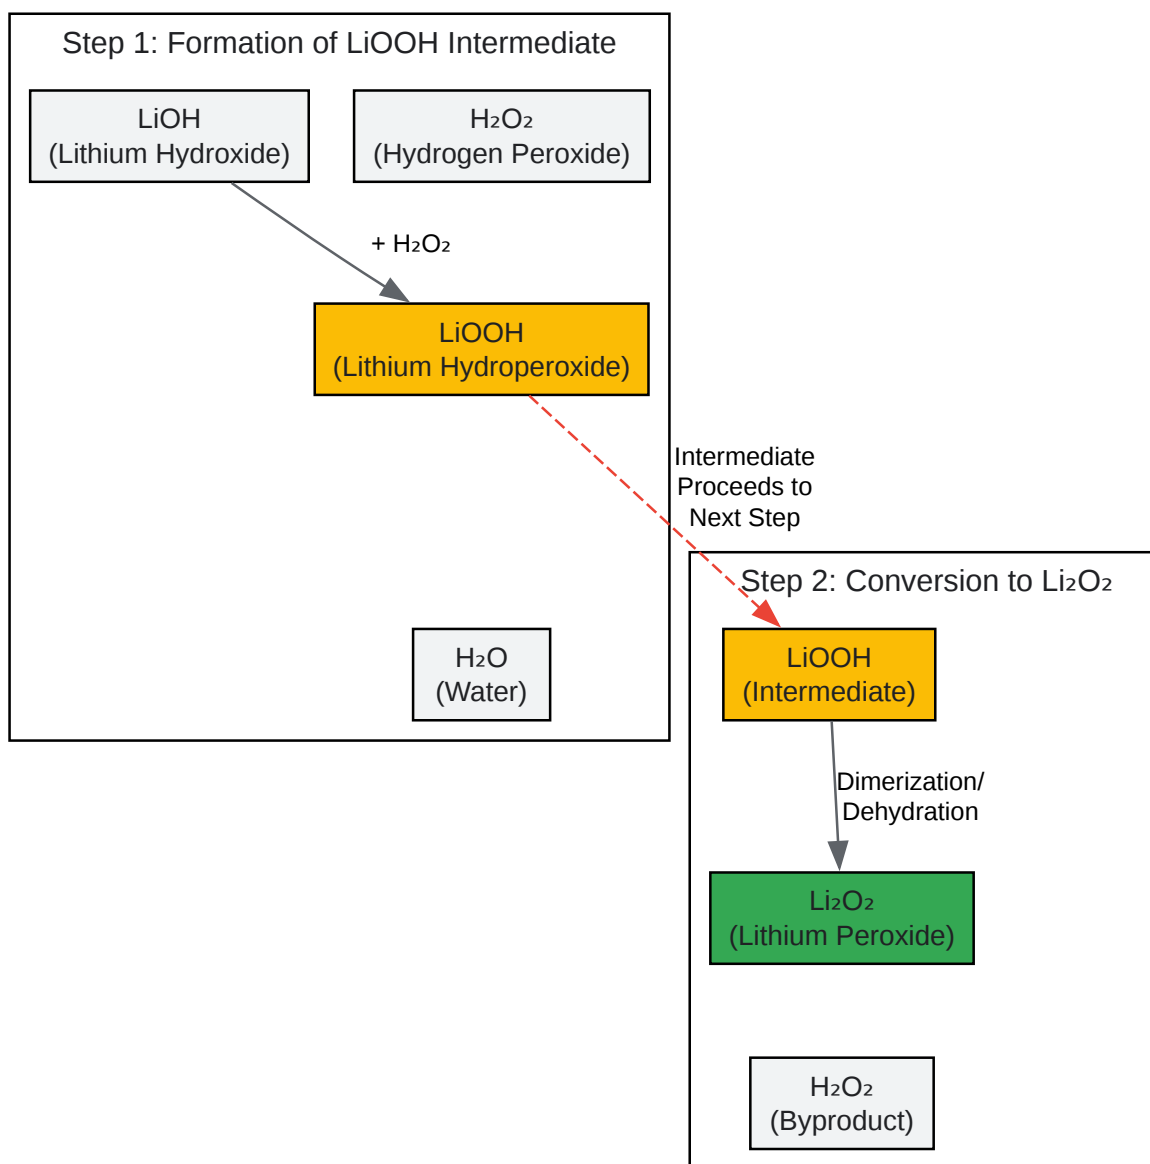 Step 1: Formation of LiOOH Intermediate
LiOH
(Lithium Hydroxide)
H₂O₂
(Hydrogen Peroxide)
+ H₂O₂
LiOOH
(Lithium Hydroperoxide)
Intermediate
Proceeds to
Next Step
H₂O
(Water)
Step 2: Conversion to Li₂O₂
LiOOH
(Intermediate)
Dimerization/
Dehydration
Li₂O₂
(Lithium Peroxide)
H₂O₂
(Byproduct)